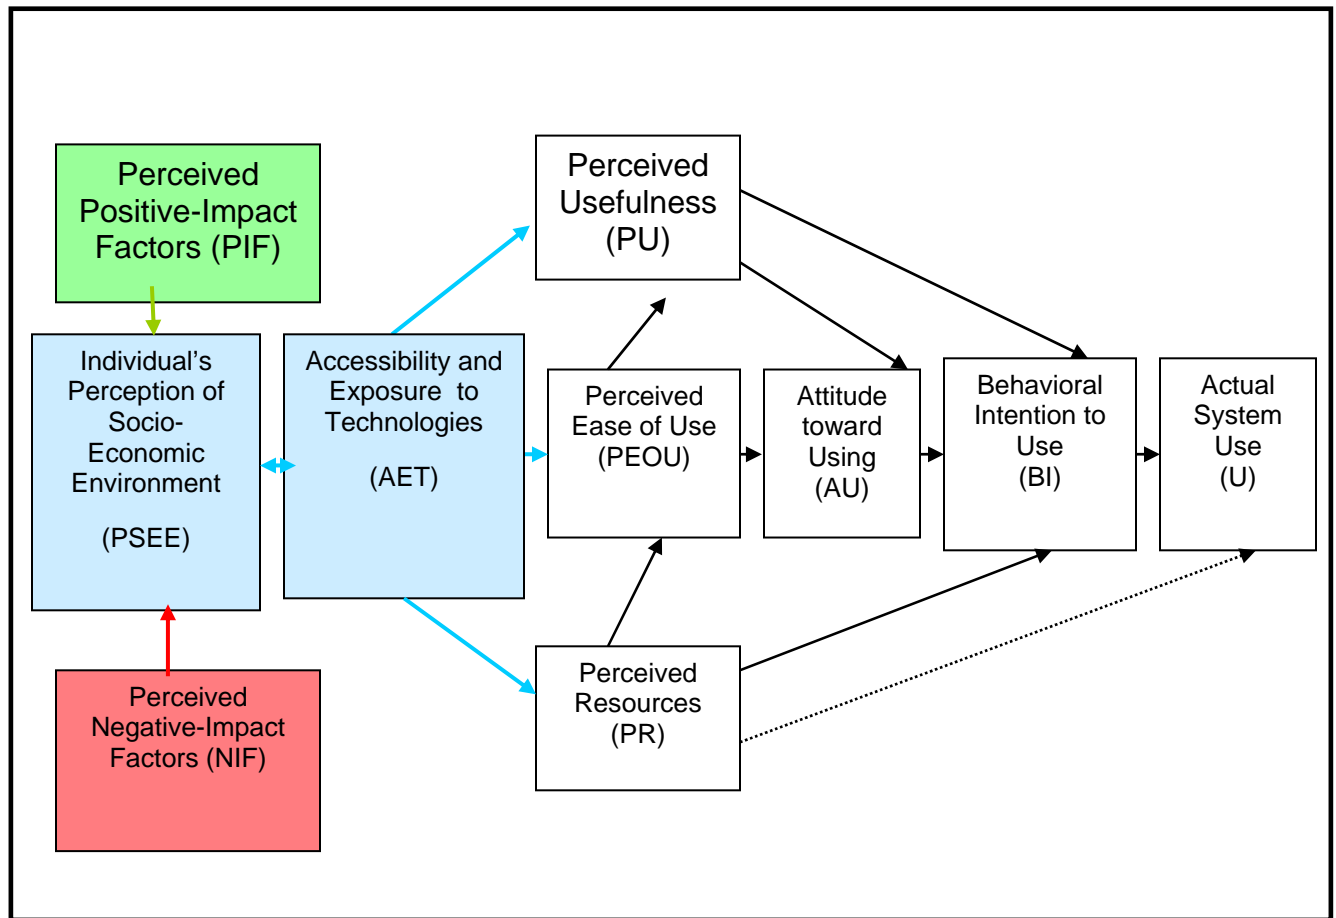 Perceived
Positive-Impact
Factors (PIF)
Perceived
Usefulness
(PU)
Individual’s
Perception of
Socio-
Economic
Environment
(PSEE)
Accessibility and
Exposure to
Technologies
(AET)
Perceived
Ease of Use
(PEOU)
Attitude
toward
Using
(AU)
Behavioral
Intention to
Use
(BI)
Actual
System
Use
(U)
Perceived
Negative-Impact
Factors (NIF)
Perceived
Resources
(PR)